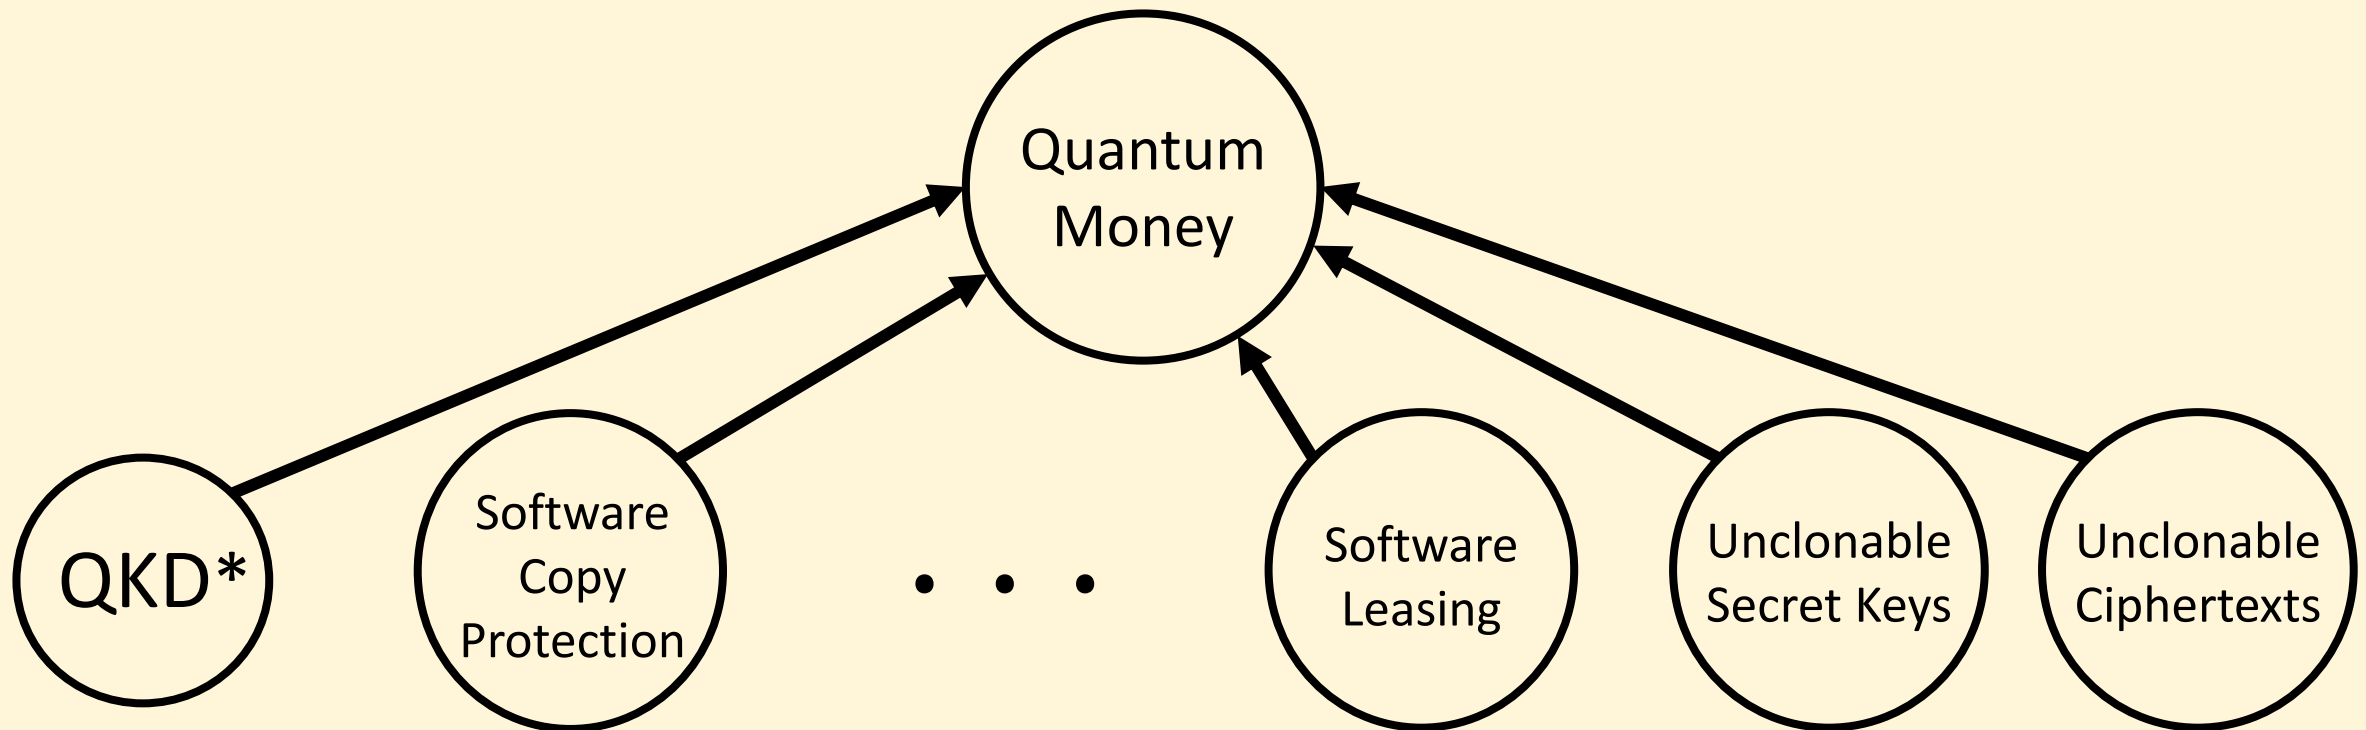 Quantum
Money
QKD*
Software
Copy
Protection
. . .
Software
Leasing
Unclonable
Secret Keys
Unclonable
Ciphertexts